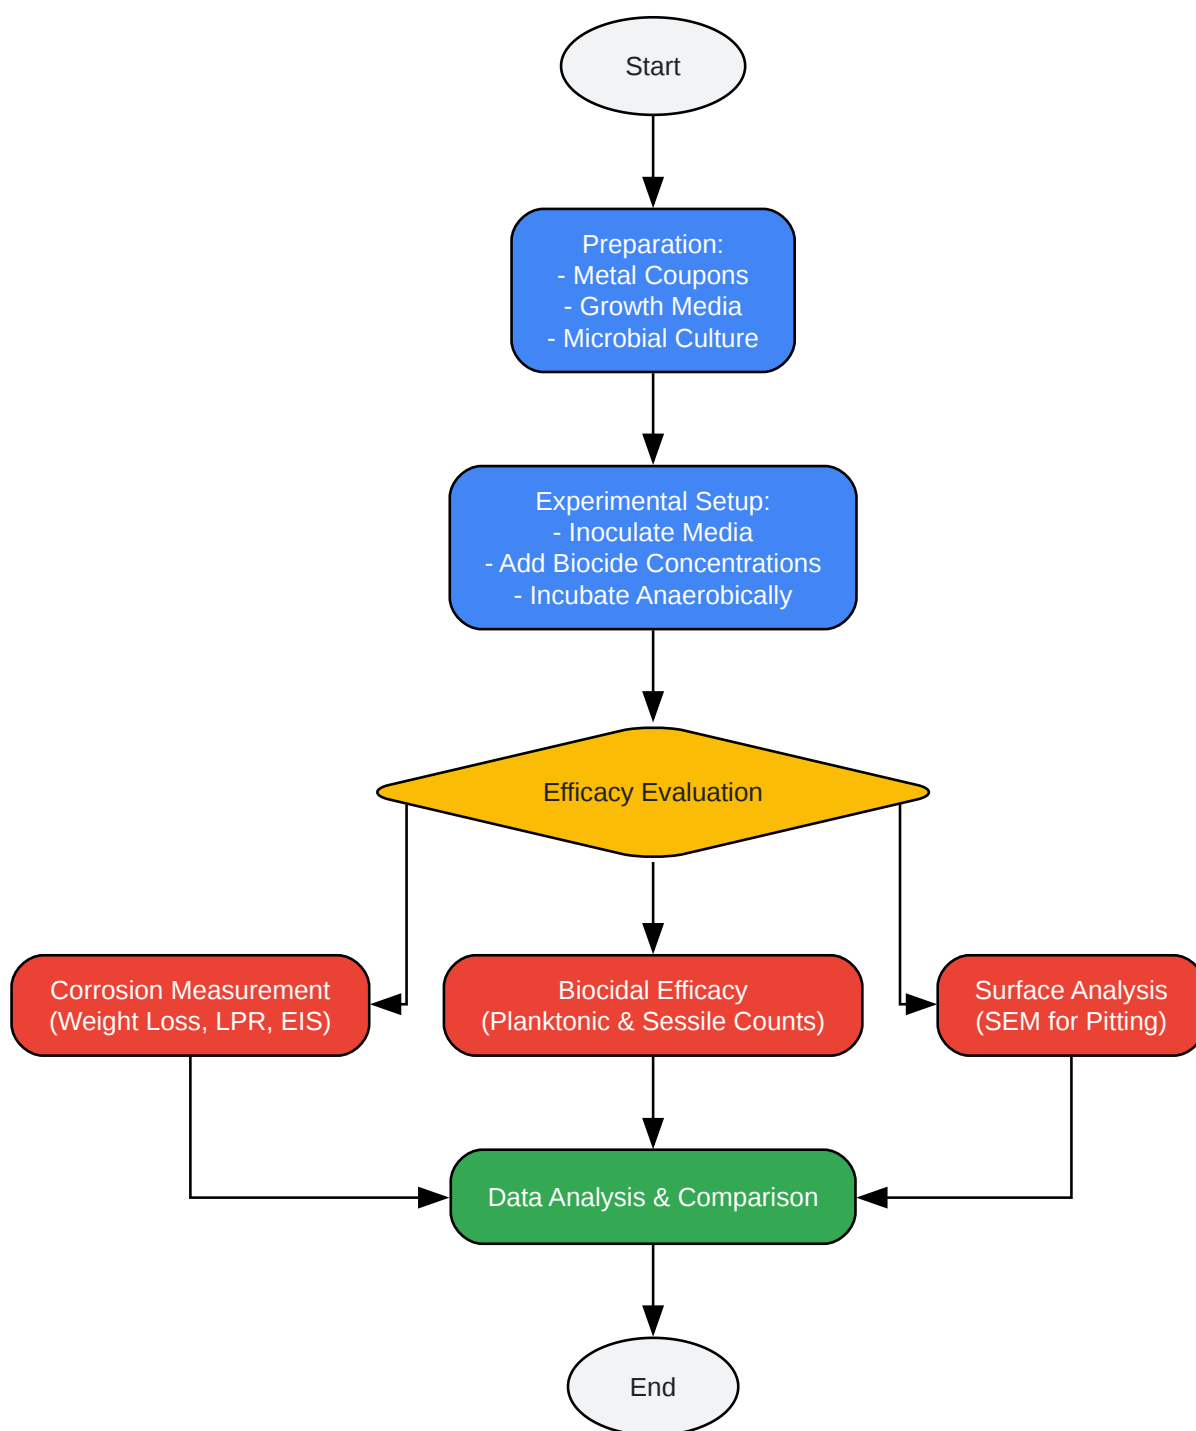 Start
Preparation:
- Metal Coupons
- Growth Media
- Microbial Culture
Experimental Setup:
- Inoculate Media
- Add Biocide Concentrations
- Incubate Anaerobically
Efficacy Evaluation
Corrosion Measurement
(Weight Loss, LPR, EIS)
Biocidal Efficacy
(Planktonic & Sessile Counts)
Surface Analysis
(SEM for Pitting)
Data Analysis & Comparison
End